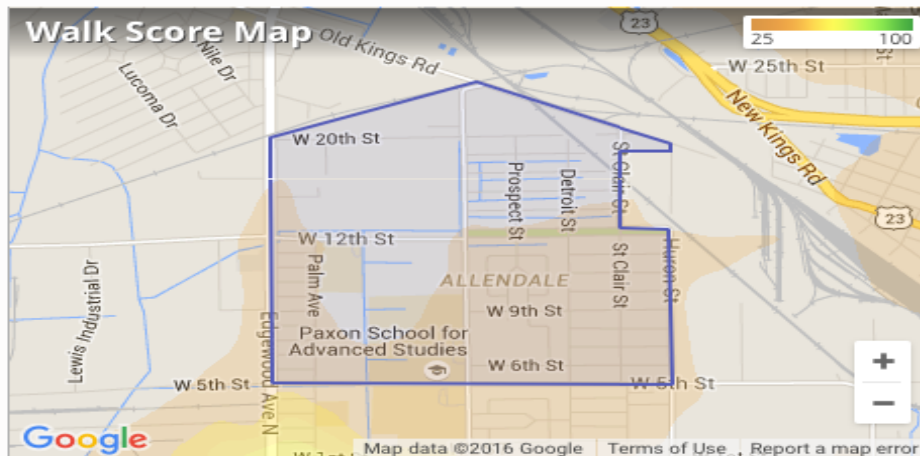 Walk Score Map
25 100
23
Old Kings Rd
Nile Dr
Lucoma Dr
W 25th St
New Kings Rd
W 20th St
St Clair St
Prospect St
Detroit St
23
W 12th St
Palm Ave
ALLENDALE
St Clair St
Huron St
Lewis Industrial Dr
W 9th St
Paxon School for
Advanced Studies
W 6th St
Edgewood Ave N
W 5th St
W 5th St
+
−
Google
Map data ©2016 Google
Terms of Use
Report a map error